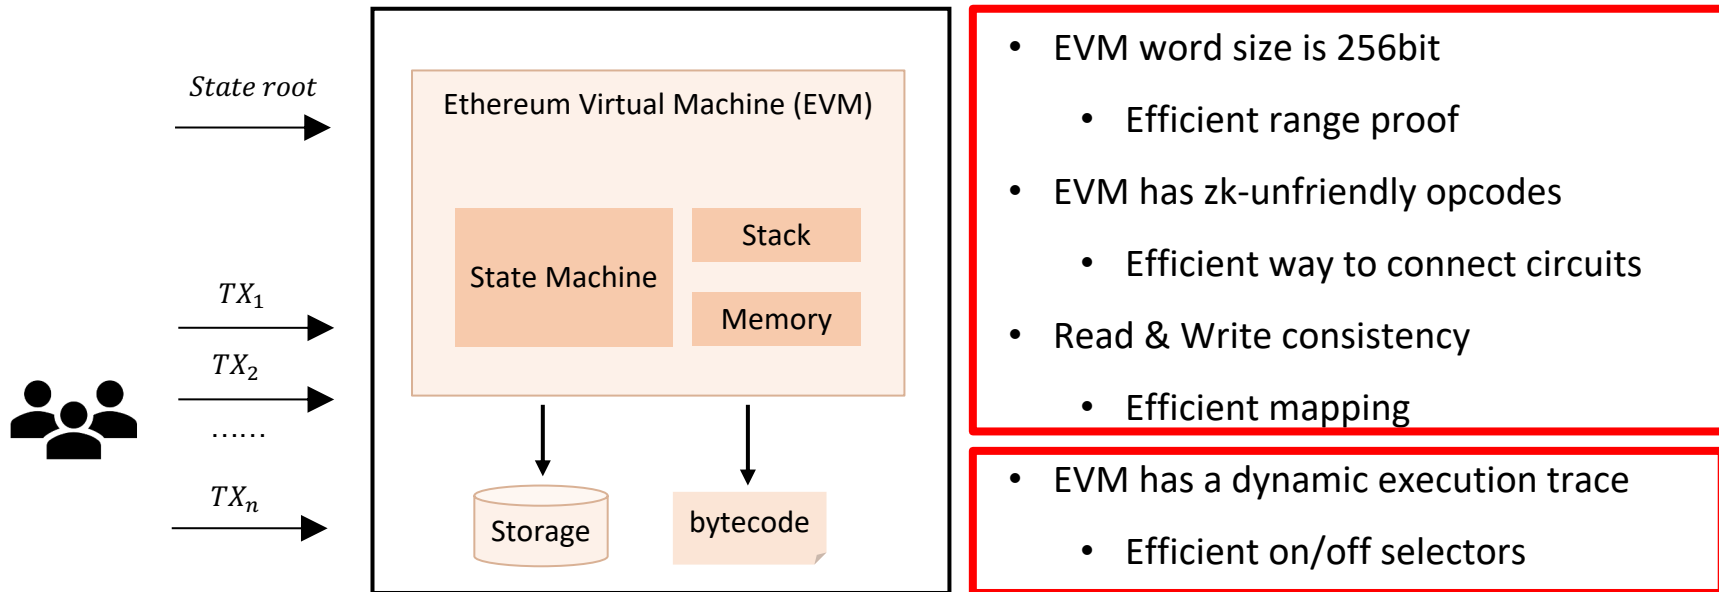 State root
TX₁
TX₂
......
TXₙ
Ethereum Virtual Machine (EVM)
State Machine
Stack
Memory
Storage
bytecode
• EVM word size is 256bit
• Efficient range proof
• EVM has zk-unfriendly opcodes
• Efficient way to connect circuits
• Read & Write consistency
• Efficient mapping
• EVM has a dynamic execution trace
• Efficient on/off selectors